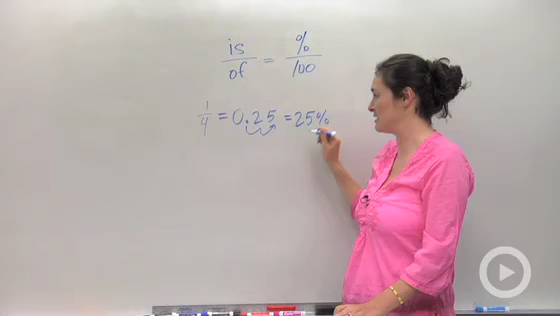 is/of = %/100
1/4 = 0.25 = 25%